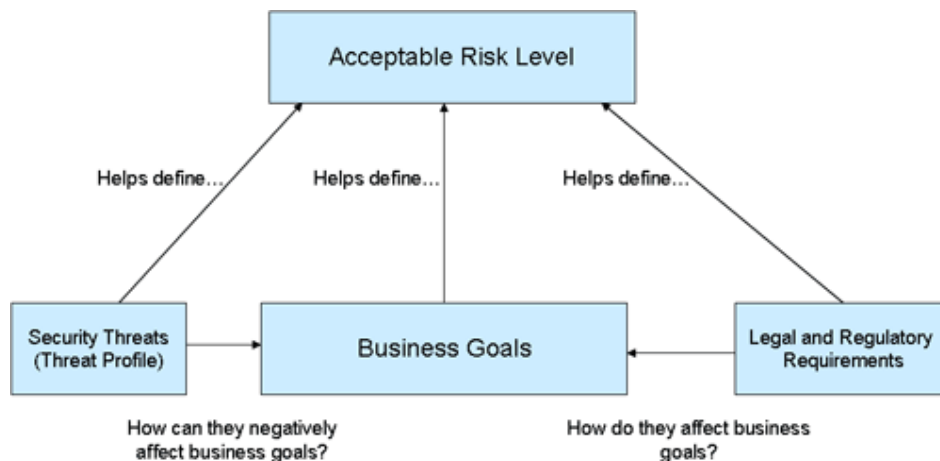 Acceptable Risk Level
Helps define...
Helps define...
Helps define...
Security Threats
(Threat Profile)
Business Goals
Legal and Regulatory
Requirements
How can they negatively
affect business goals?
How do they affect business
goals?